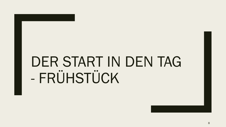 DER START IN DEN TAG
- FRÜHSTÜCK